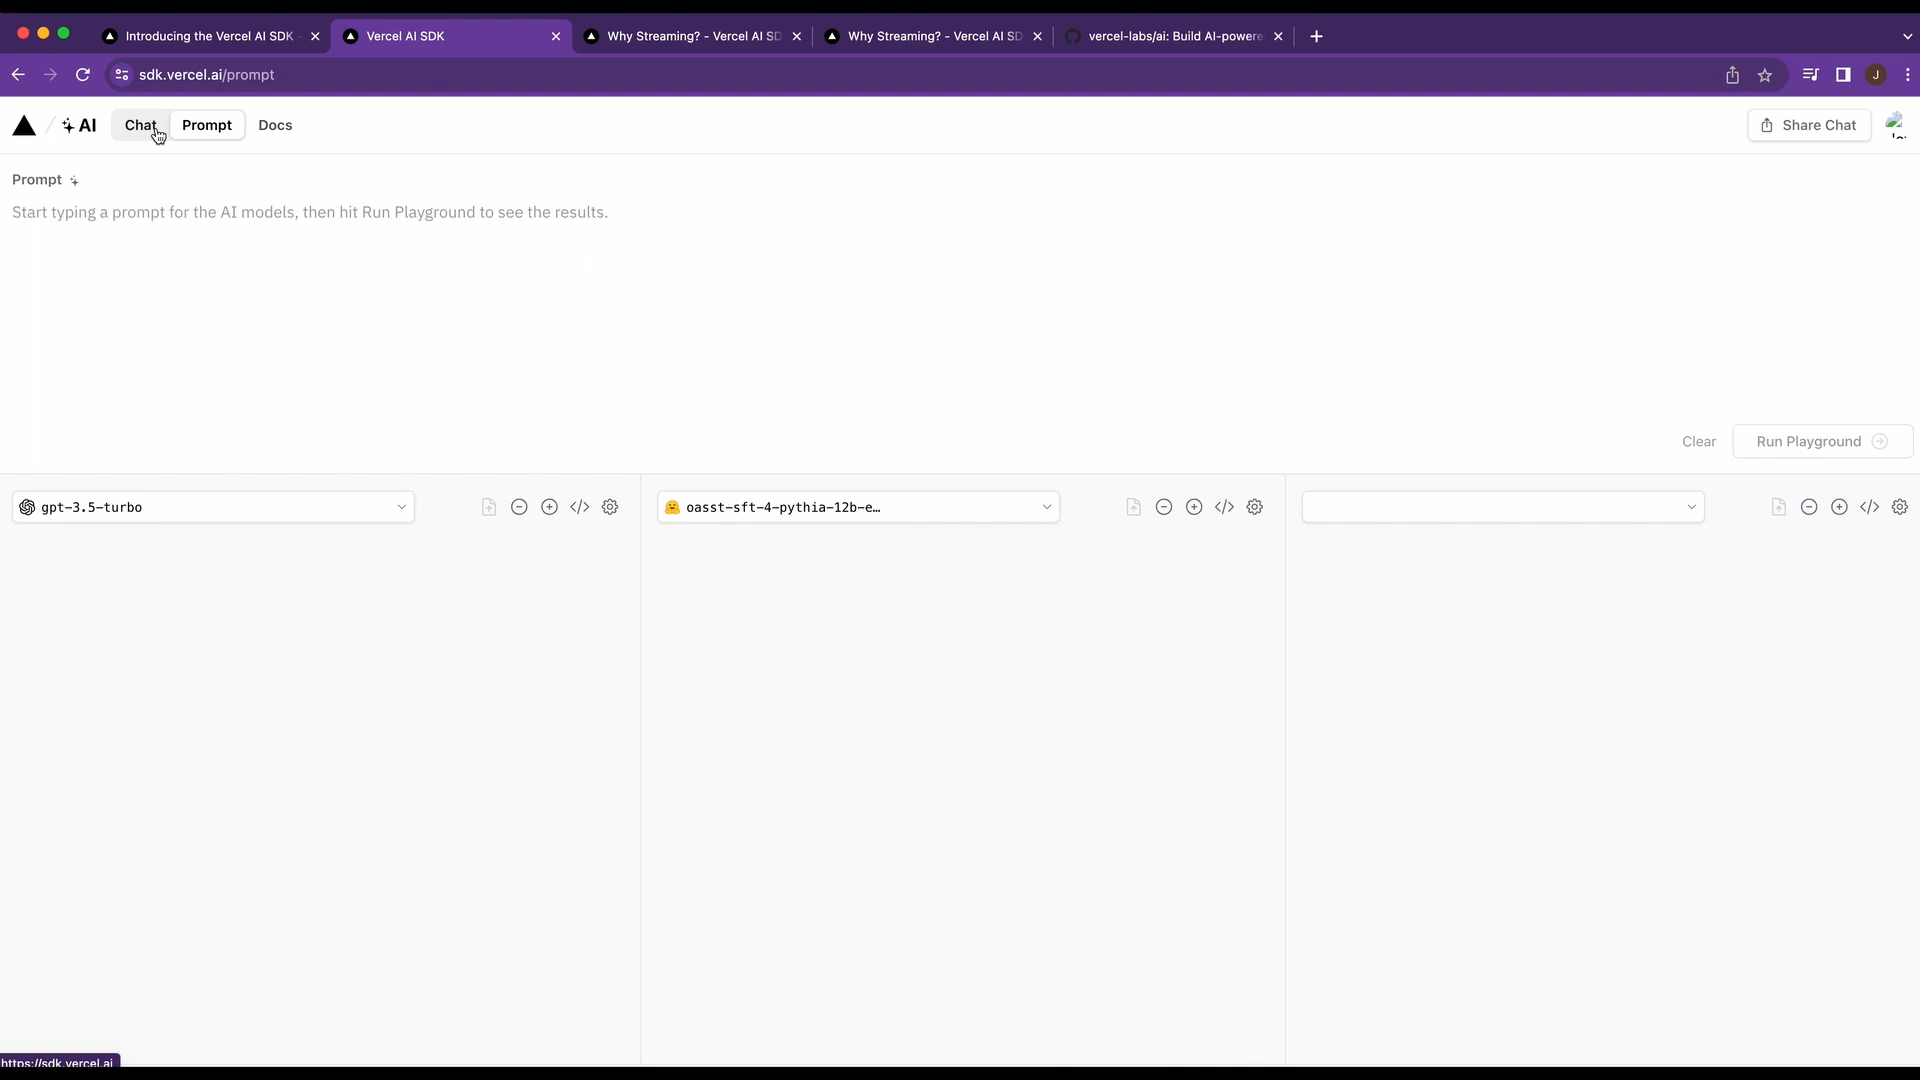 Introducing the Vercel AI SDK
Vercel AI SDK
Why Streaming? - Vercel AI SD
Why Streaming? - Vercel AI SD
vercel-labs/ai: Build AI-powere
sdk.vercel.ai/prompt
J
AI
Chat
Prompt
Docs
Share Chat
Prompt
Start typing a prompt for the AI models, then hit Run Playground to see the results.
Clear
Run Playground
gpt-3.5-turbo
oasst-sft-4-pythia-12b-e…
https://sdk.vercel.ai